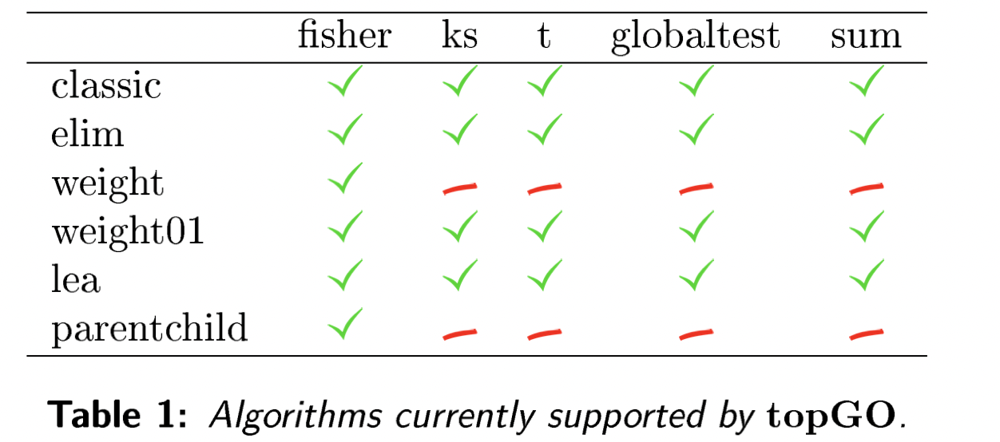 fisher ks t globaltest sum
classic ✓ ✓ ✓ ✓ ✓
elim ✓ ✓ ✓ ✓ ✓
weight ✓ – – – –
weight01 ✓ ✓ ✓ ✓ ✓
lea ✓ ✓ ✓ ✓ ✓
parentchild ✓ – – – –
Table 1: Algorithms currently supported by topGO.